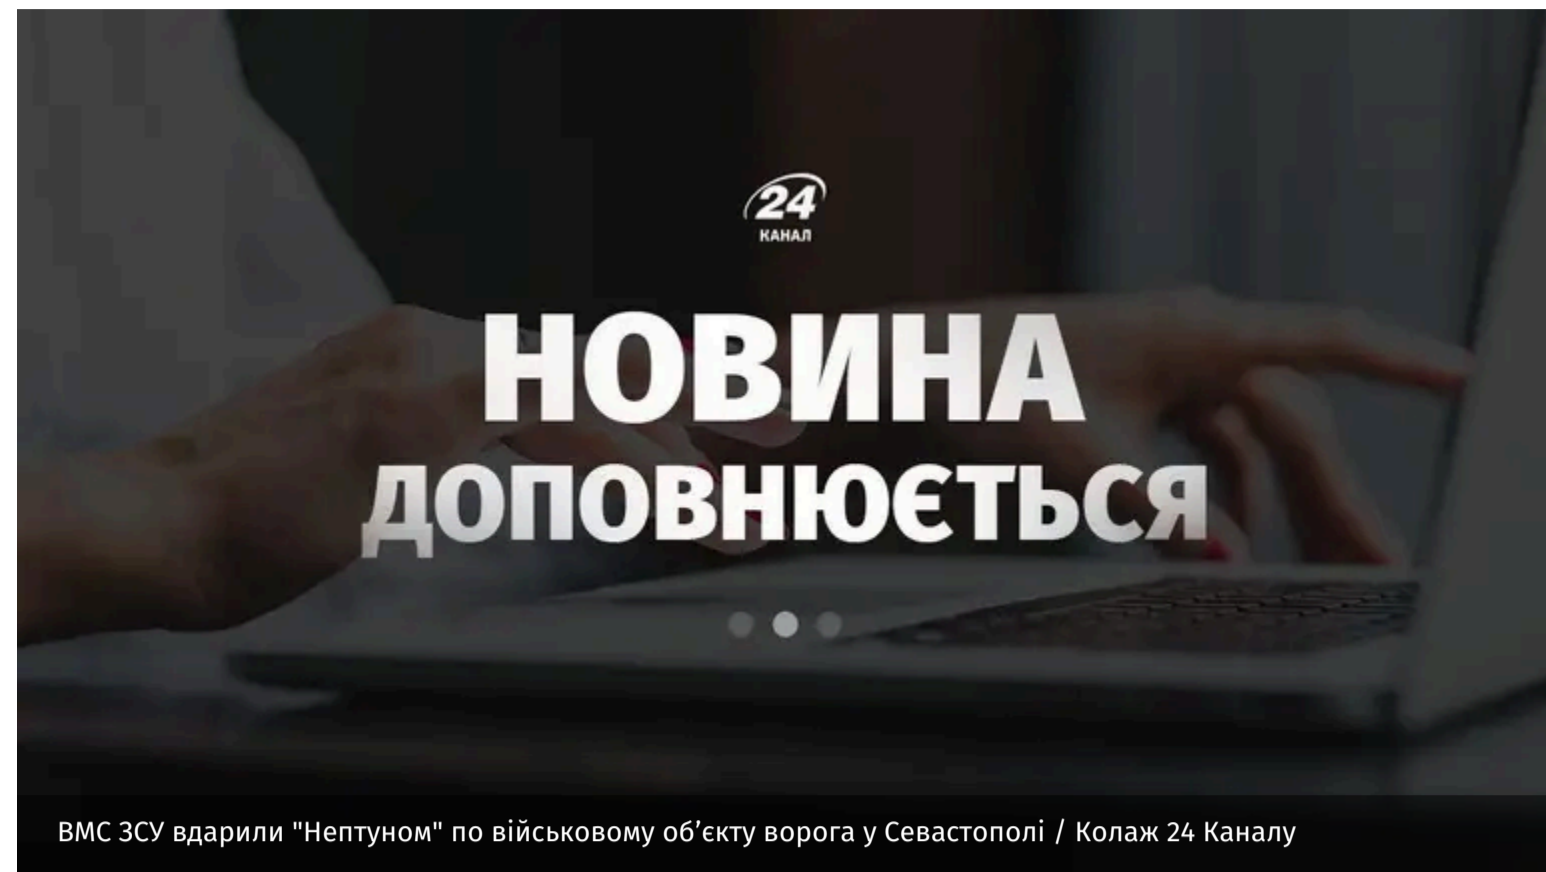 24
КАНАЛ
НОВИНА
ДОПОВНЮЄТЬСЯ
ВМС ЗСУ вдарили "Нептуном" по військовому об’єкту ворога у Севастополі / Колаж 24 Каналу